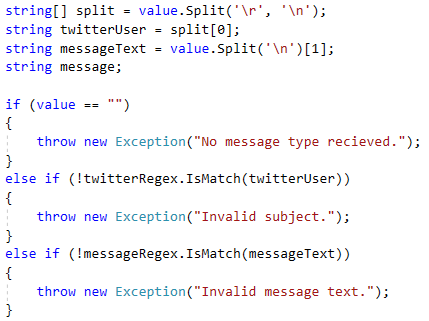 string[] split = value.Split('\r', '\n');
string twitterUser = split[0];
string messageText = value.Split('\n')[1];
string message;

if (value == "")
{
    throw new Exception("No message type recieved.");
}
else if (!twitterRegex.IsMatch(twitterUser))
{
    throw new Exception("Invalid subject.");
}
else if (!messageRegex.IsMatch(messageText))
{
    throw new Exception("Invalid message text.");
}